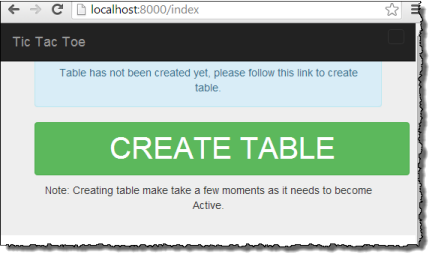 localhost:8000/index
Tic Tac Toe
Table has not been created yet, please follow this link to create
table.
CREATE TABLE
Note: Creating table make take a few moments as it needs to become
Active.